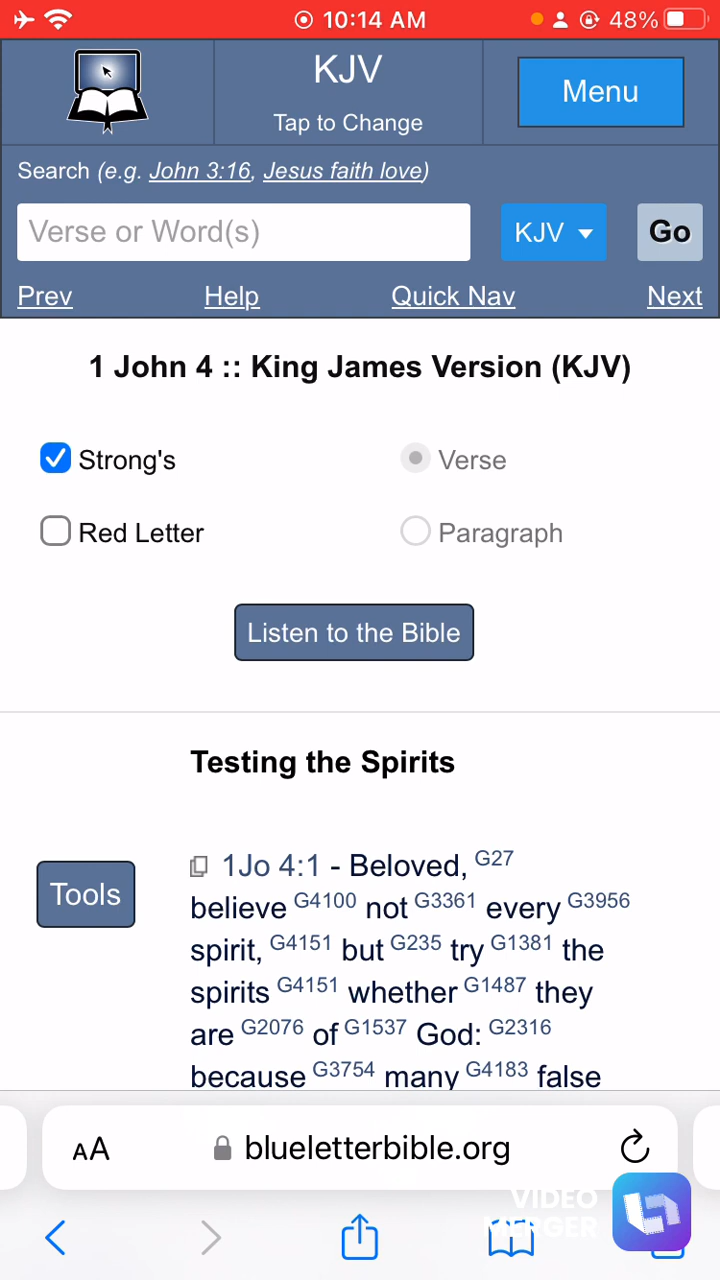 10:14 AM
48%
KJV
Tap to Change
Menu
Search (e.g. John 3:16, Jesus faith love)
Verse or Word(s)
KJV
Go
Prev
Help
Quick Nav
Next
1 John 4 :: King James Version (KJV)
Strong's
Verse
Red Letter
Paragraph
Listen to the Bible
Testing the Spirits
Tools
1Jo 4:1 - Beloved, G27
believe G4100 not G3361 every G3956
spirit, G4151 but G235 try G1381 the
spirits G4151 whether G1487 they
are G2076 of G1537 God: G2316
because G3754 many G4183 false
AA
blueletterbible.org
VIDEO
MERGER